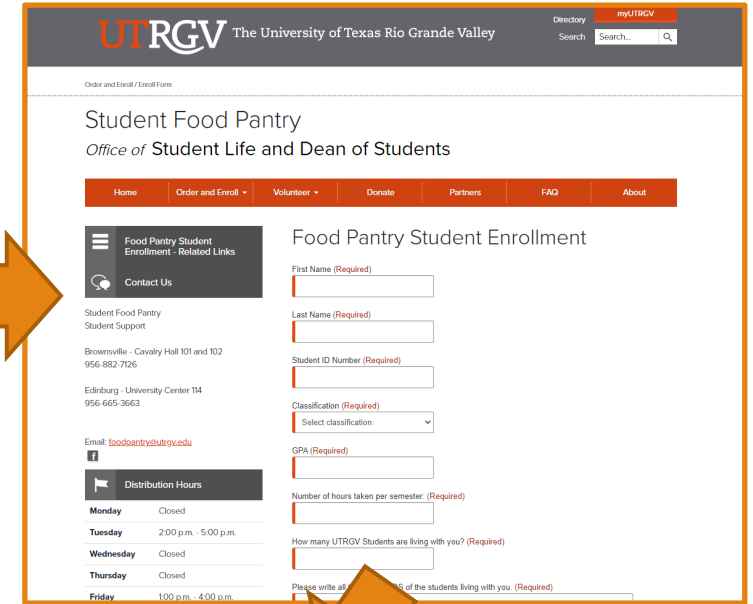 UTRGV The University of Texas Rio Grande Valley
Directory
myUTRGV
Search
Search...
Order and Enroll / Enroll Form
Student Food Pantry
Office of Student Life and Dean of Students
Home
Order and Enroll
Volunteer
Donate
Partners
FAQ
About
Food Pantry Student
Enrollment - Related Links
Contact Us
Student Food Pantry
Student Support
Brownsville - Cavalry Hall 101 and 102
956-882-7126
Edinburg - University Center 114
956-665-3663
Email: foodpantry@utrgv.edu
f
Distribution Hours
Monday Closed
Tuesday 2:00 p.m. - 5:00 p.m.
Wednesday Closed
Thursday Closed
Friday 1:00 p.m. - 4:00 p.m.
Food Pantry Student Enrollment
First Name (Required)
Last Name (Required)
Student ID Number (Required)
Classification (Required)
Select classification:
GPA (Required)
Number of hours taken per semester: (Required)
How many UTRGV Students are living with you? (Required)
Please write all of the students living with you. (Required)